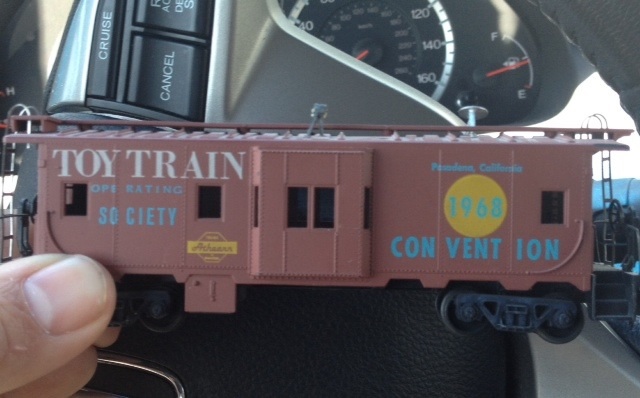 CRUISE
CANCEL
120
140
160
F
E
H
TOY TRAIN
OPERATING
SOCIETY
Athearn
Pasadena, California
1968
CONVENTION